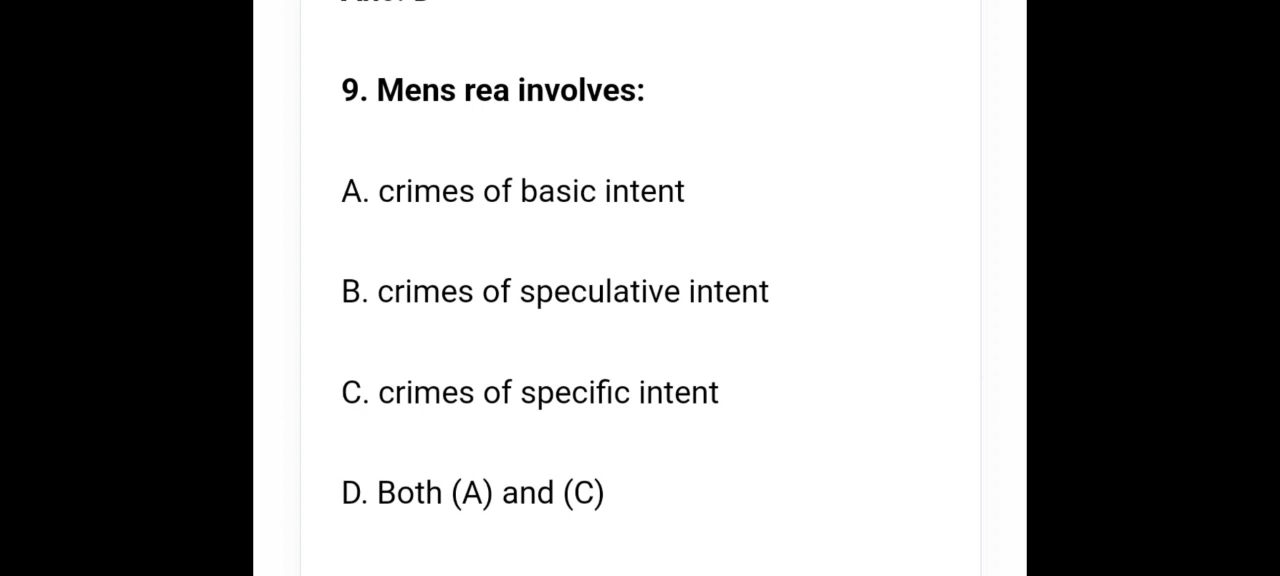 9. Mens rea involves:
A. crimes of basic intent
B. crimes of speculative intent
C. crimes of specific intent
D. Both (A) and (C)